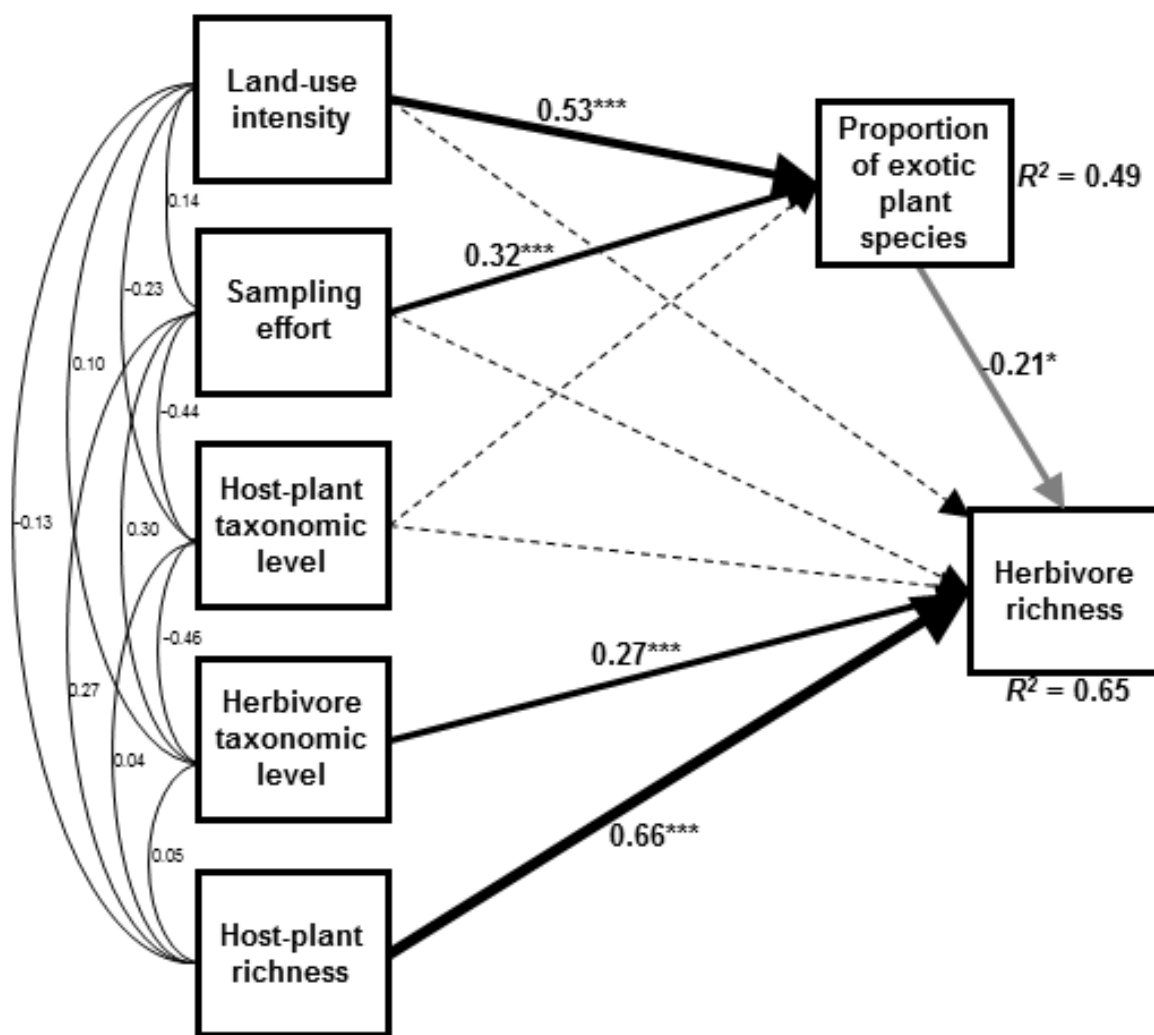 Land-use
intensity
0.53***
Proportion
of exotic
plant
species
R² = 0.49
0.14
Sampling
effort
0.32***
-0.23
0.10
-0.44
-0.21*
Host-plant
taxonomic
level
-0.13
0.30
Herbivore
richness
R² = 0.65
-0.46
0.27***
Herbivore
taxonomic
level
0.27
0.04
0.66***
0.05
Host-plant
richness